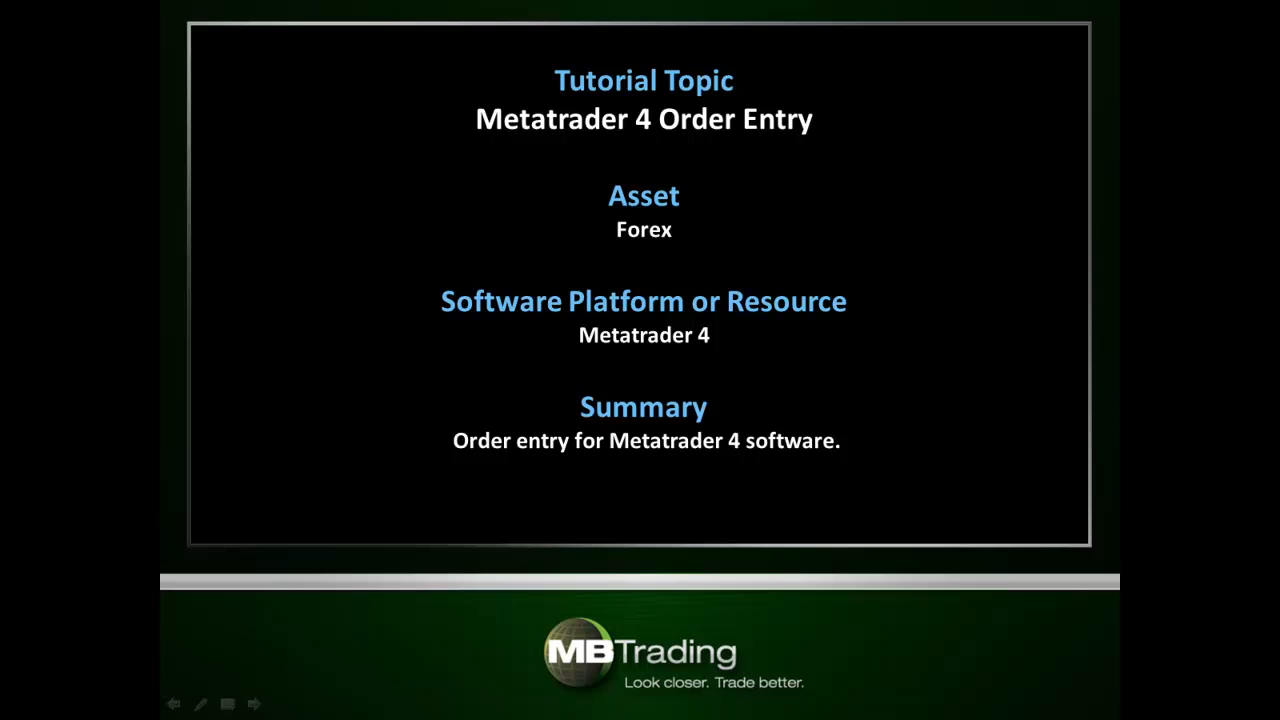 Tutorial Topic
Metatrader 4 Order Entry
Asset
Forex
Software Platform or Resource
Metatrader 4
Summary
Order entry for Metatrader 4 software.
MBTrading
Look closer. Trade better.